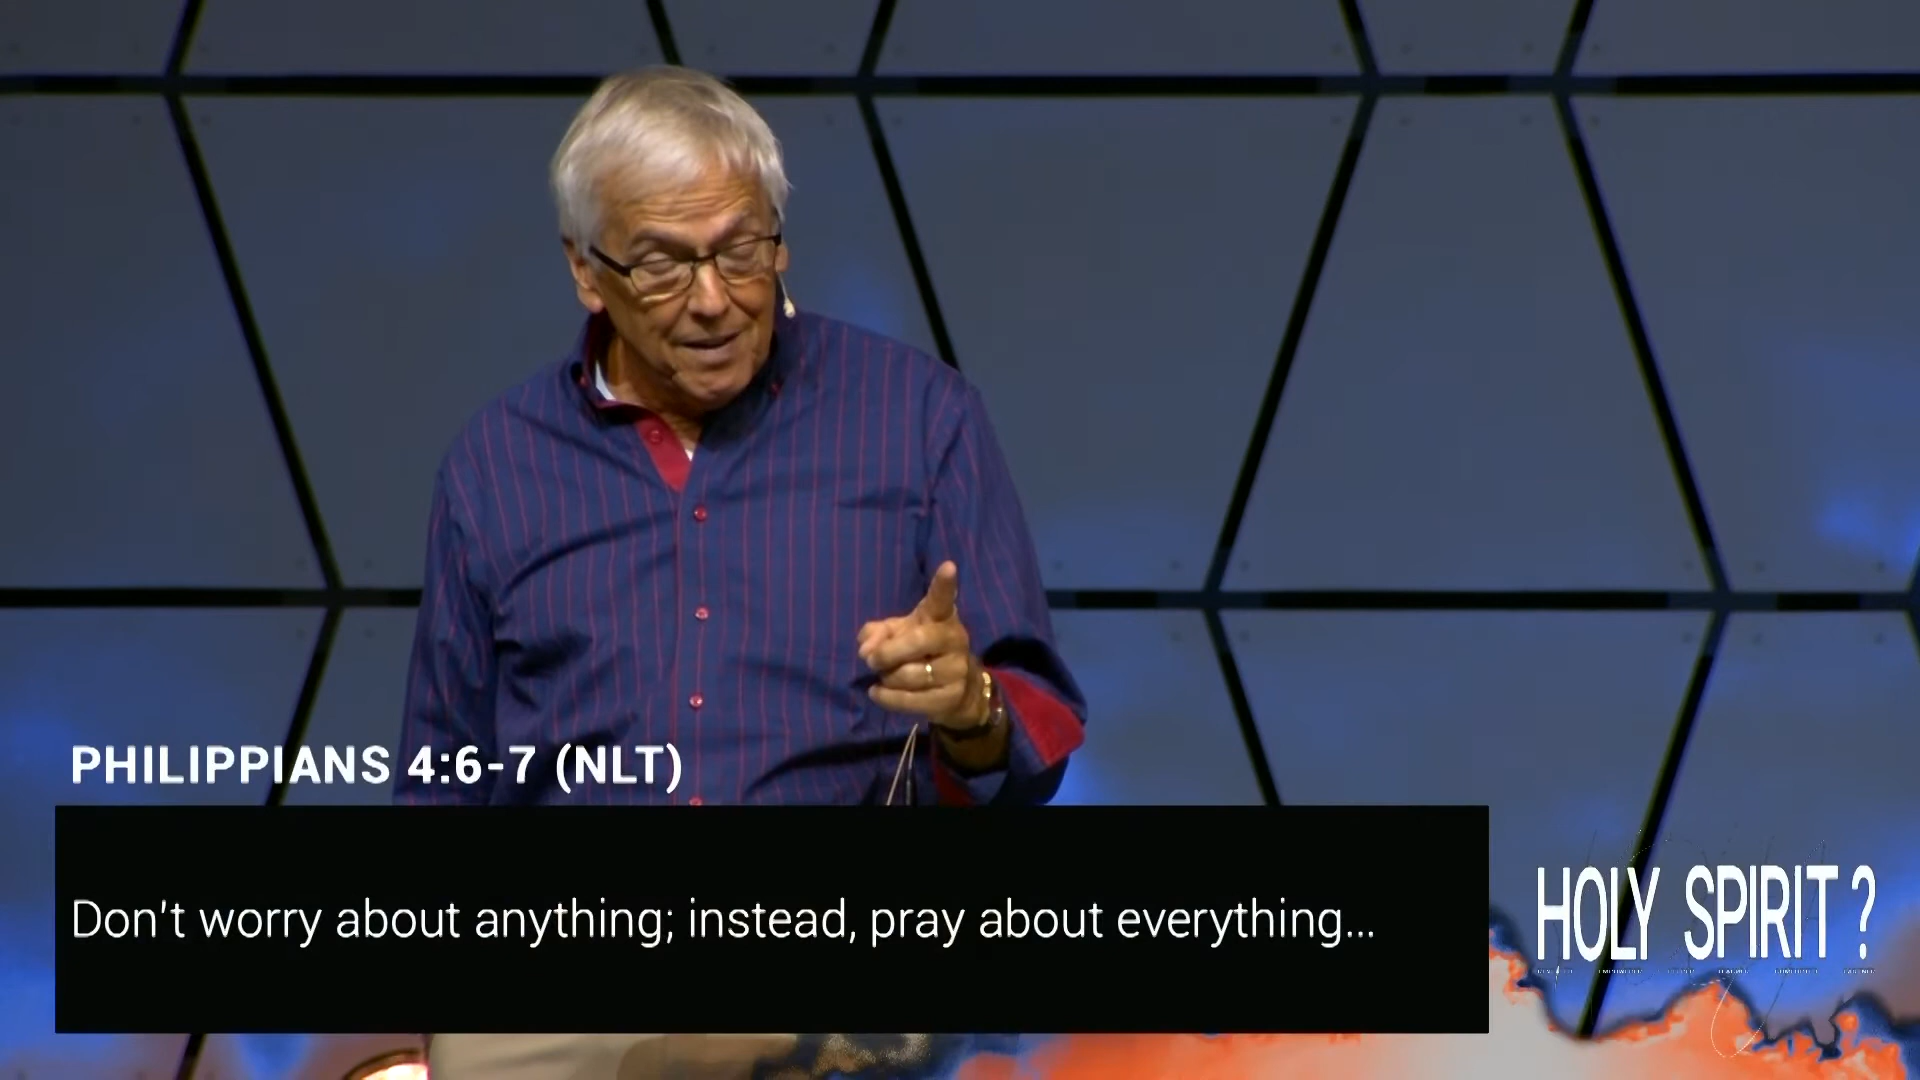 PHILIPPIANS 4:6-7 (NLT)
Don't worry about anything; instead, pray about everything...
HOLY SPIRIT?